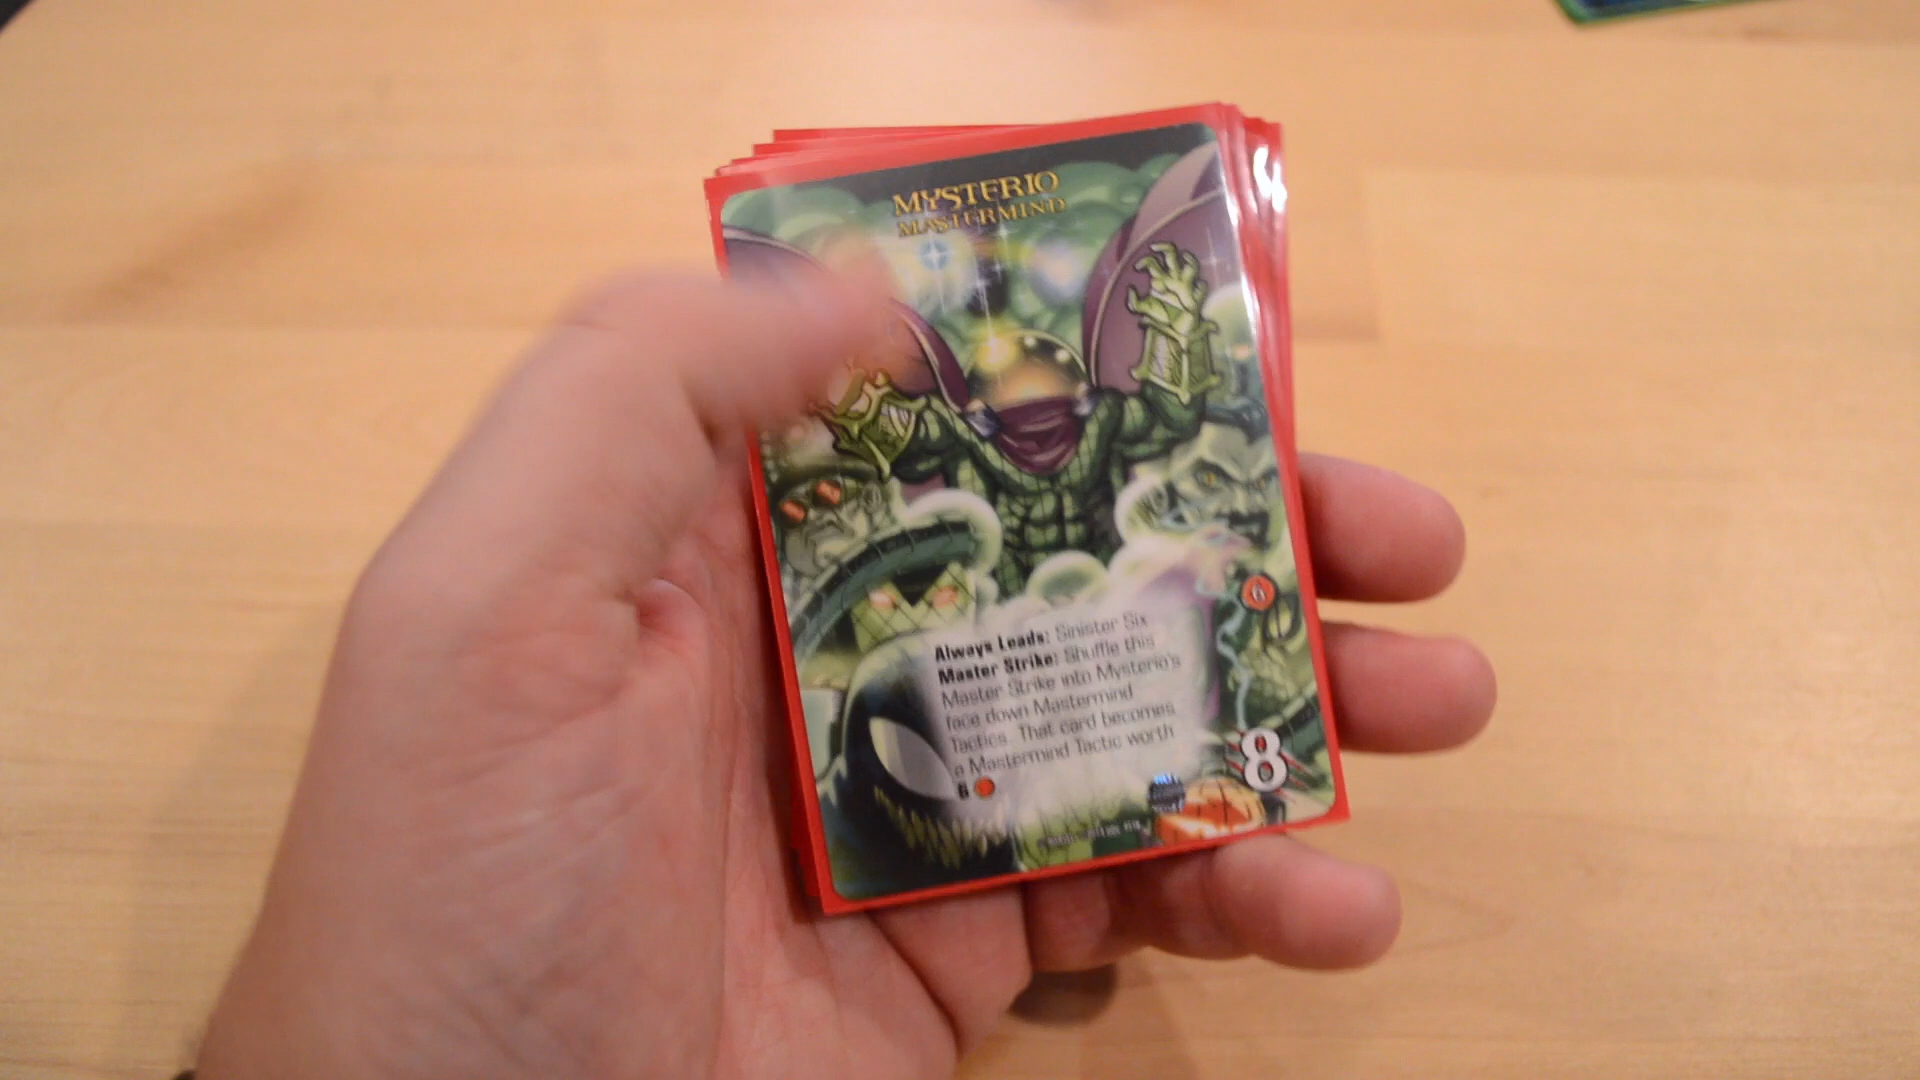 MYSTERIO
MASTERMIND
6
Always Leads: Sinister Six
Master Strike: Shuffle this
Master Strike into Mysterio's
face down Mastermind
Tactics. That card becomes
a Mastermind Tactic worth
6
8